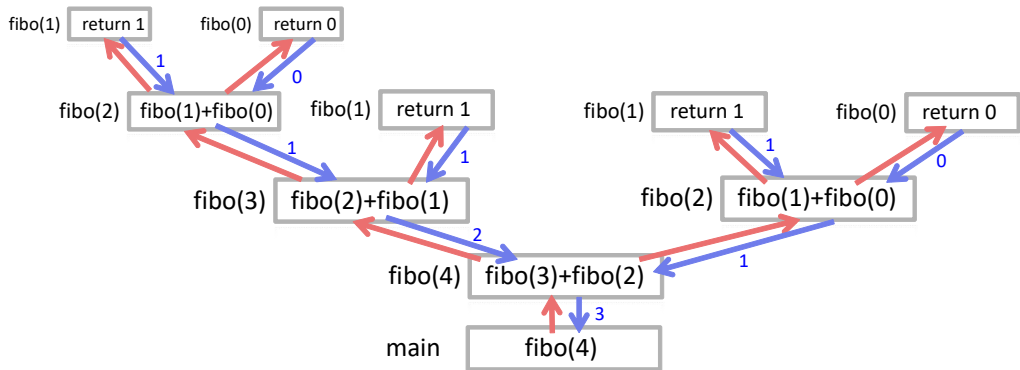 fibo(1) return 1 fibo(0) return 0
1 0
fibo(2) fibo(1)+fibo(0) fibo(1) return 1 fibo(1) return 1 fibo(0) return 0
1 1 1 0
fibo(3) fibo(2)+fibo(1) fibo(2) fibo(1)+fibo(0)
2 1
fibo(4) fibo(3)+fibo(2)
3
main fibo(4)